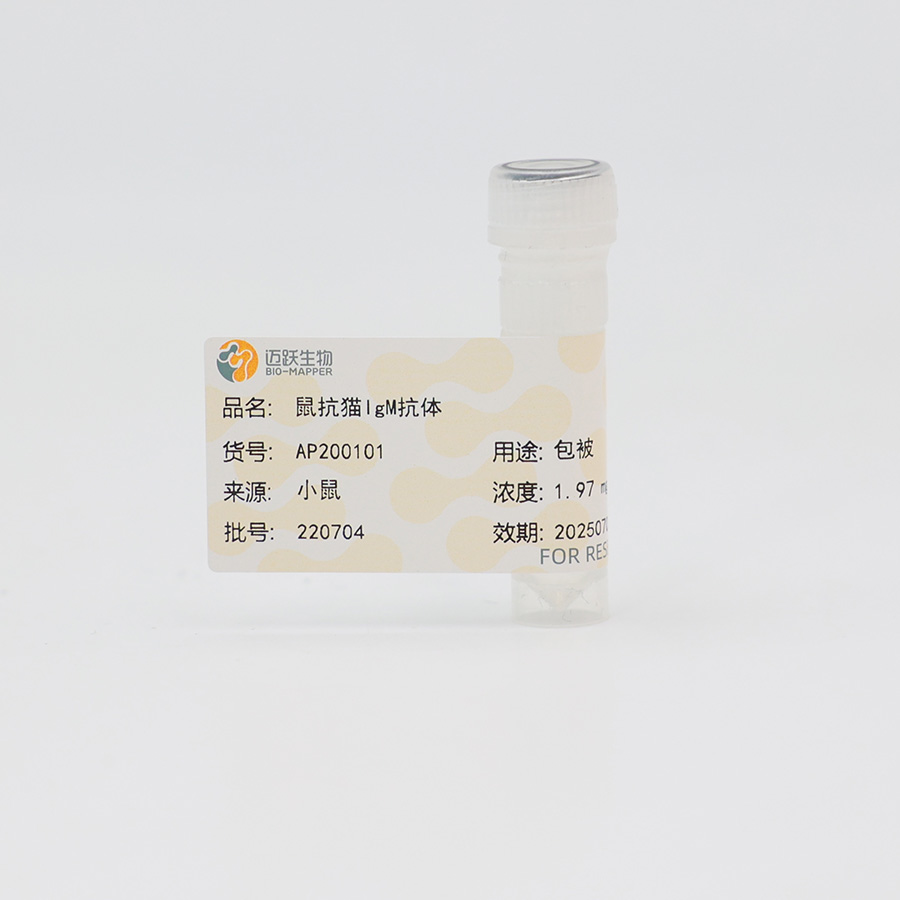 迈跃生物
BIO-MAPPER
品名: 鼠抗猫IgM抗体
货号: AP200101 用途: 包被
来源: 小鼠 浓度: 1.97
批号: 220704 效期: 202507
FOR